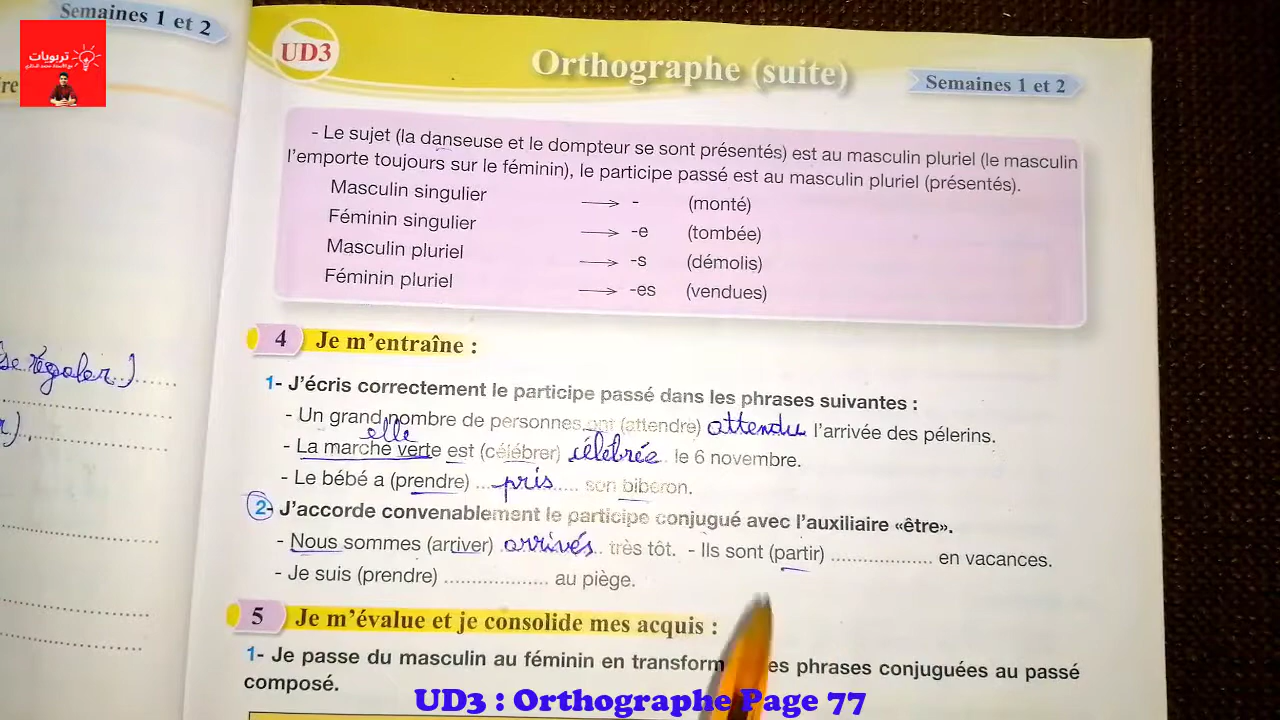 Semaines 1 et 2
تربويات
UD3
Orthographe (suite)
Semaines 1 et 2
- Le sujet (la danseuse et le dompteur se sont présentés) est au masculin pluriel (le masculin
l'emporte toujours sur le féminin), le participe passé est au masculin pluriel (présentés).
Masculin singulier → - (monté)
Féminin singulier → -e (tombée)
Masculin pluriel → -s (démolis)
Féminin pluriel → -es (vendues)
se régaler)
4 Je m'entraîne :
1- J'écris correctement le participe passé dans les phrases suivantes :
- Un grand nombre de personnes ont (attendre) attendu l'arrivée des pélerins.
elle
- La marche verte est (célébrer) célébrée le 6 novembre.
- Le bébé a (prendre) pris son biberon.
2- J'accorde convenablement le participe conjugué avec l'auxiliaire «être».
- Nous sommes (arriver) arrivés très tôt. - Ils sont (partir) .................... en vacances.
- Je suis (prendre) .................... au piège.
5 Je m'évalue et je consolide mes acquis :
1- Je passe du masculin au féminin en transform es phrases conjuguées au passé
composé.
UD3 : Orthographe Page 77